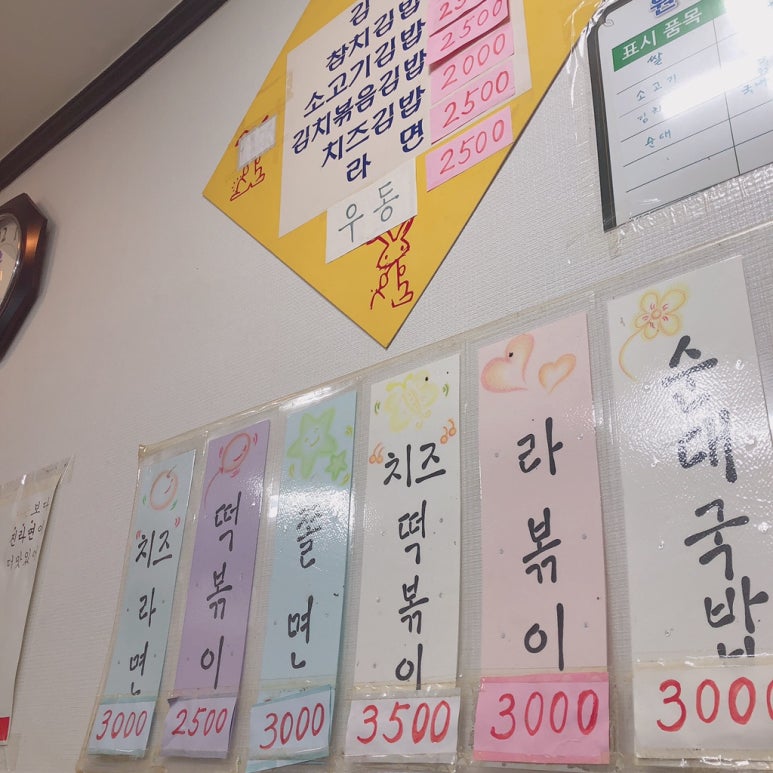 김
참치김밥
소고기김밥 2500
김치볶음김밥 2000
치즈김밥 2500
라면 2500
우동
원
표시 품목
쌀
소고기
김치
순대
"치즈"라면 3000
떡볶이 2500
쫄면 3000
"치즈"떡볶이 3500
라볶이 3000
순대국밥 3000